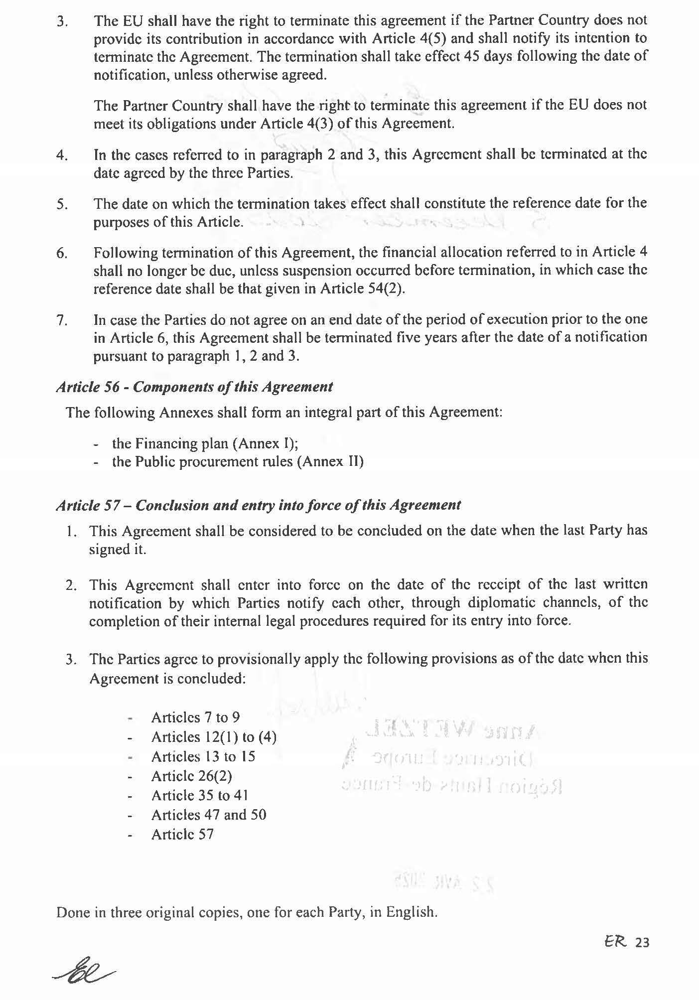 3. The EU shall have the right to terminate this agreement if the Partner Country does not
provide its contribution in accordance with Article 4(5) and shall notify its intention to
terminate the Agreement. The termination shall take effect 45 days following the date of
notification, unless otherwise agreed.
The Partner Country shall have the right to terminate this agreement if the EU does not
meet its obligations under Article 4(3) of this Agreement.
4. In the cases referred to in paragraph 2 and 3, this Agreement shall be terminated at the
date agreed by the three Parties.
5. The date on which the termination takes effect shall constitute the reference date for the
purposes of this Article.
6. Following termination of this Agreement, the financial allocation referred to in Article 4
shall no longer be due, unless suspension occurred before termination, in which case the
reference date shall be that given in Article 54(2).
7. In case the Parties do not agree on an end date of the period of execution prior to the one
in Article 6, this Agreement shall be terminated five years after the date of a notification
pursuant to paragraph 1, 2 and 3.
Article 56 - Components of this Agreement
The following Annexes shall form an integral part of this Agreement:
- the Financing plan (Annex I);
- the Public procurement rules (Annex II)
Article 57 – Conclusion and entry into force of this Agreement
1. This Agreement shall be considered to be concluded on the date when the last Party has
signed it.
2. This Agreement shall enter into force on the date of the receipt of the last written
notification by which Parties notify each other, through diplomatic channels, of the
completion of their internal legal procedures required for its entry into force.
3. The Parties agree to provisionally apply the following provisions as of the date when this
Agreement is concluded:
- Articles 7 to 9
- Articles 12(1) to (4)
- Articles 13 to 15
- Article 26(2)
- Article 35 to 41
- Articles 47 and 50
- Article 57
Anne WETZEL
Directrice Europe
Région Hauts-de-France
22 AVR. 2025
Done in three original copies, one for each Party, in English.
ER 23